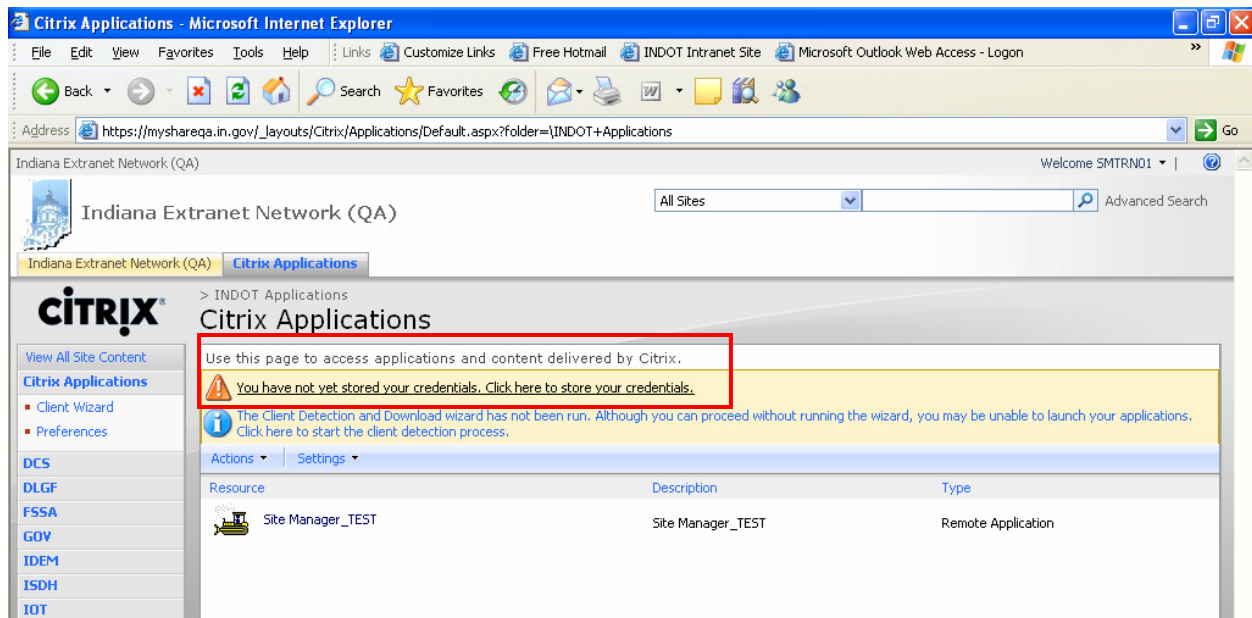 Citrix Applications - Microsoft Internet Explorer
File Edit View Favorites Tools Help Links Customize Links Free Hotmail INDOT Intranet Site Microsoft Outlook Web Access - Logon »
Back Search Favorites
Address https://myshareqa.in.gov/_layouts/Citrix/Applications/Default.aspx?folder=\INDOT+Applications Go
Indiana Extranet Network (QA) Welcome SMTRN01 |
Indiana Extranet Network (QA) All Sites Advanced Search
Indiana Extranet Network (QA) Citrix Applications
CITRIX®
> INDOT Applications
Citrix Applications
View All Site Content
Citrix Applications
Client Wizard
Preferences
DCS
DLGF
FSSA
GOV
IDEM
ISDH
IOT
Use this page to access applications and content delivered by Citrix.
You have not yet stored your credentials. Click here to store your credentials.
The Client Detection and Download wizard has not been run. Although you can proceed without running the wizard, you may be unable to launch your applications.
Click here to start the client detection process.
Actions Settings
Resource Description Type
Site Manager_TEST Site Manager_TEST Remote Application